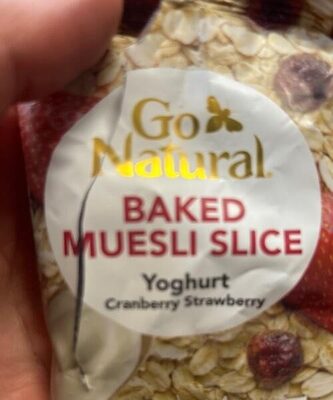 Go
Natural
BAKED
MUESLI SLICE
Yoghurt
Cranberry Strawberry